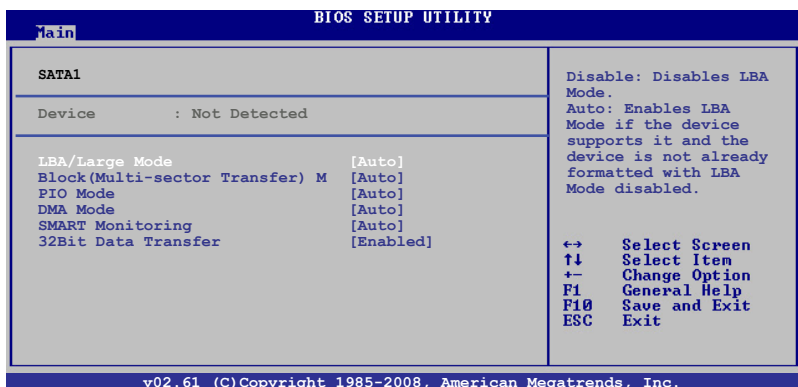 BIOS SETUP UTILITY
Main
SATA1
Device : Not Detected
LBA/Large Mode [Auto]
Block(Multi-sector Transfer) M [Auto]
PIO Mode [Auto]
DMA Mode [Auto]
SMART Monitoring [Auto]
32Bit Data Transfer [Enabled]
Disable: Disables LBA
Mode.
Auto: Enables LBA
Mode if the device
supports it and the
device is not already
formatted with LBA
Mode disabled.
←→ Select Screen
↑↓ Select Item
+- Change Option
F1 General Help
F10 Save and Exit
ESC Exit
v02.61 (C)Copyright 1985-2008, American Megatrends, Inc.